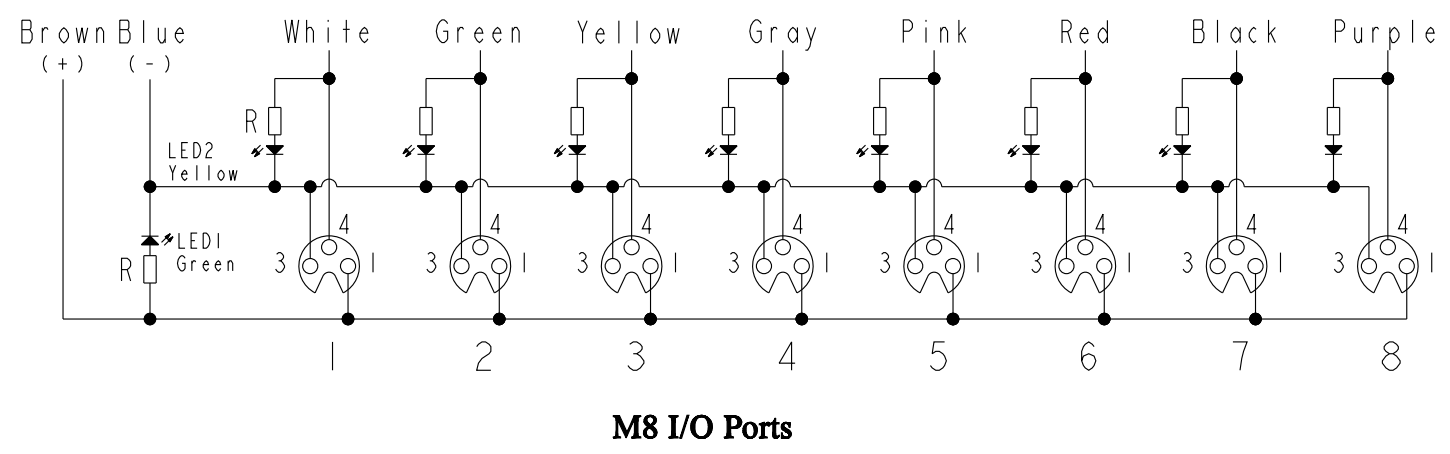 Brown Blue White Green Yellow Gray Pink Red Black Purple
(+) (-)
R
LED2
Yellow
4 4 4 4 4 4 4 4
LED1
R Green 3 1 3 1 3 1 3 1 3 1 3 1 3 1 3 1
1 2 3 4 5 6 7 8
M8 I/O Ports